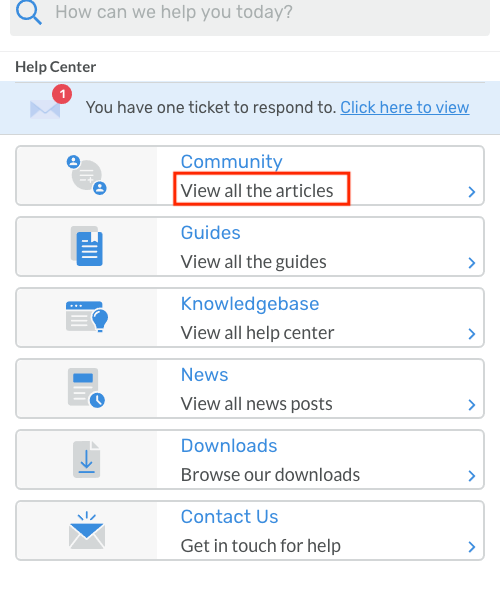 How can we help you today?
Help Center
1
You have one ticket to respond to. Click here to view
Community
View all the articles
Guides
View all the guides
Knowledgebase
View all help center
News
View all news posts
Downloads
Browse our downloads
Contact Us
Get in touch for help